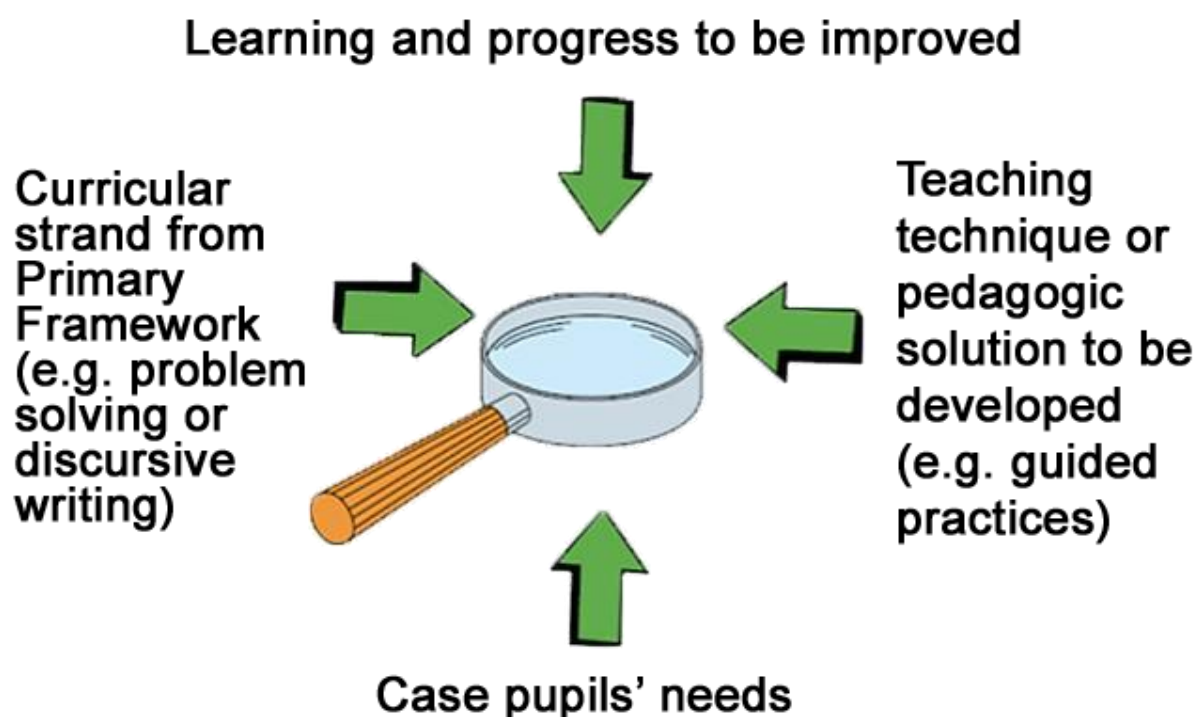 Learning and progress to be improved
Curricular
strand from
Primary
Framework
(e.g. problem
solving or
discursive
writing)
Teaching
technique or
pedagogic
solution to be
developed
(e.g. guided
practices)
Case pupils’ needs